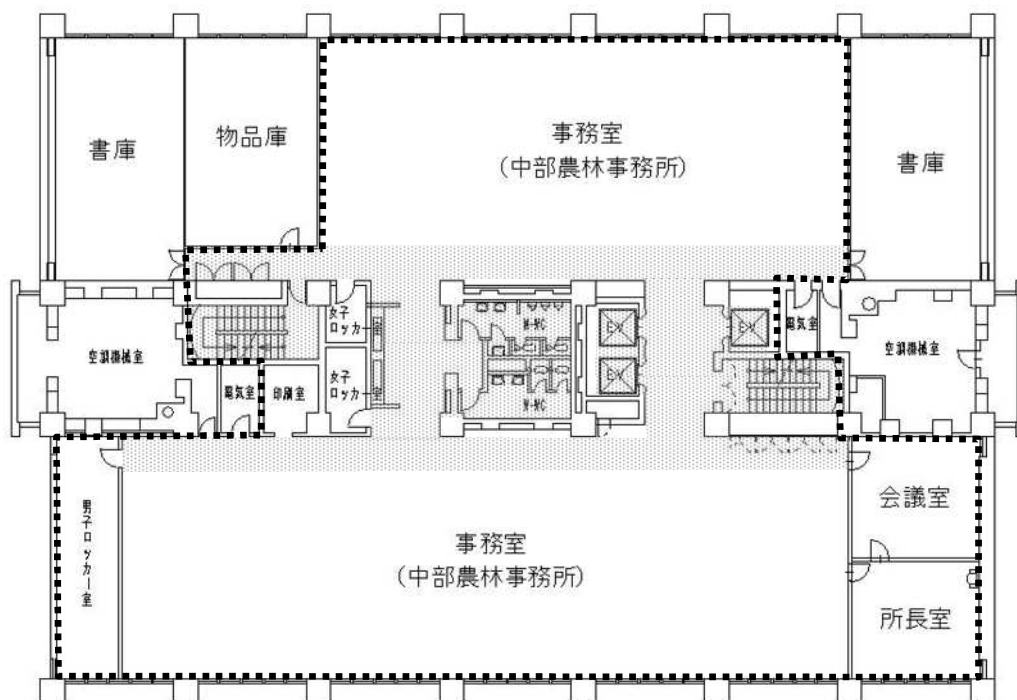 書庫
物品庫
事務室
(中部農林事務所)
書庫
空調機械室
電気室
印刷室
女子
ロッカー室
女子
ロッカー室
M-WC
W-WC
EV
EV
EV
電気室
空調機械室
男子ロッカー室
事務室
(中部農林事務所)
会議室
所長室